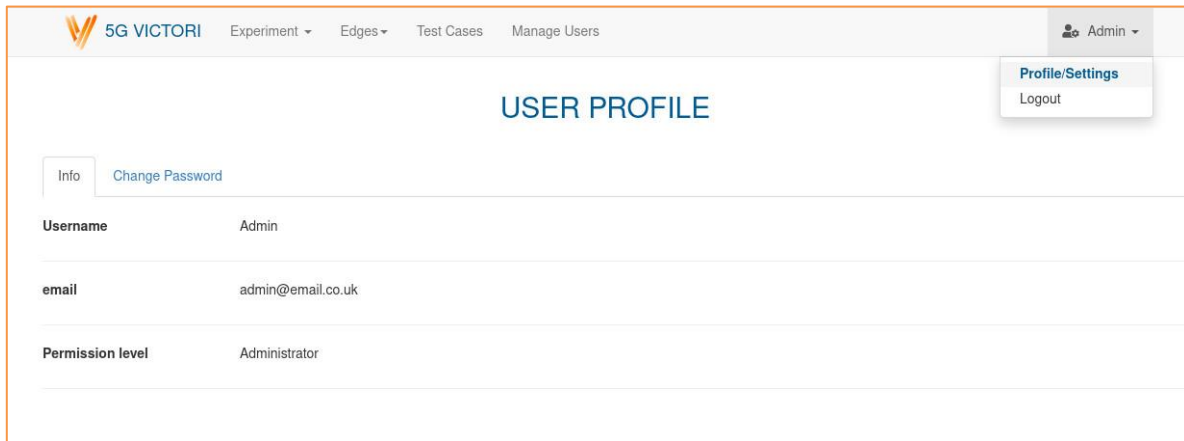 5G VICTORI Experiment Edges Test Cases Manage Users Admin
Profile/Settings
Logout
USER PROFILE
Info Change Password
Username Admin
email admin@email.co.uk
Permission level Administrator